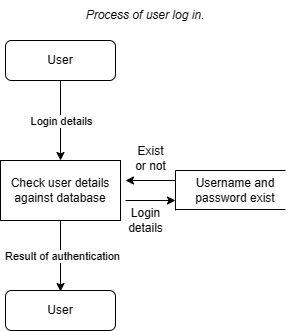 Process of user log in.
User
Login details
Exist
or not
Check user details
against database
Username and
password exist
Login
details
Result of authentication
User